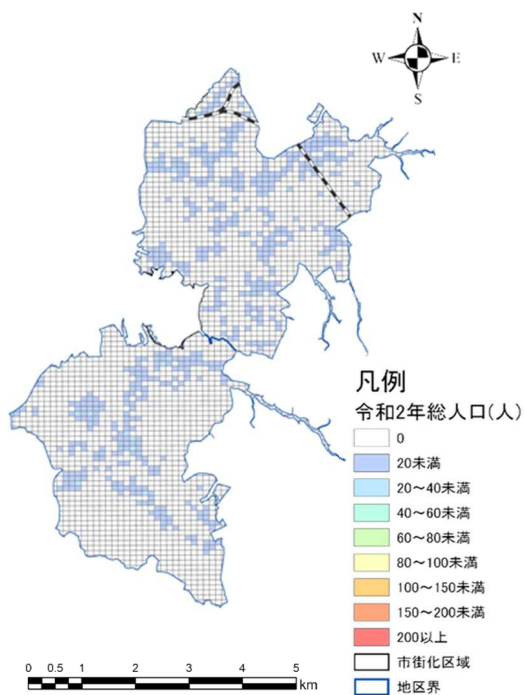 N
W E
S
凡例
令和2年総人口(人)
0
20未満
20～40未満
40～60未満
60～80未満
80～100未満
100～150未満
150～200未満
200以上
市街化区域
地区界
0 0.5 1 2 3 4 5
km